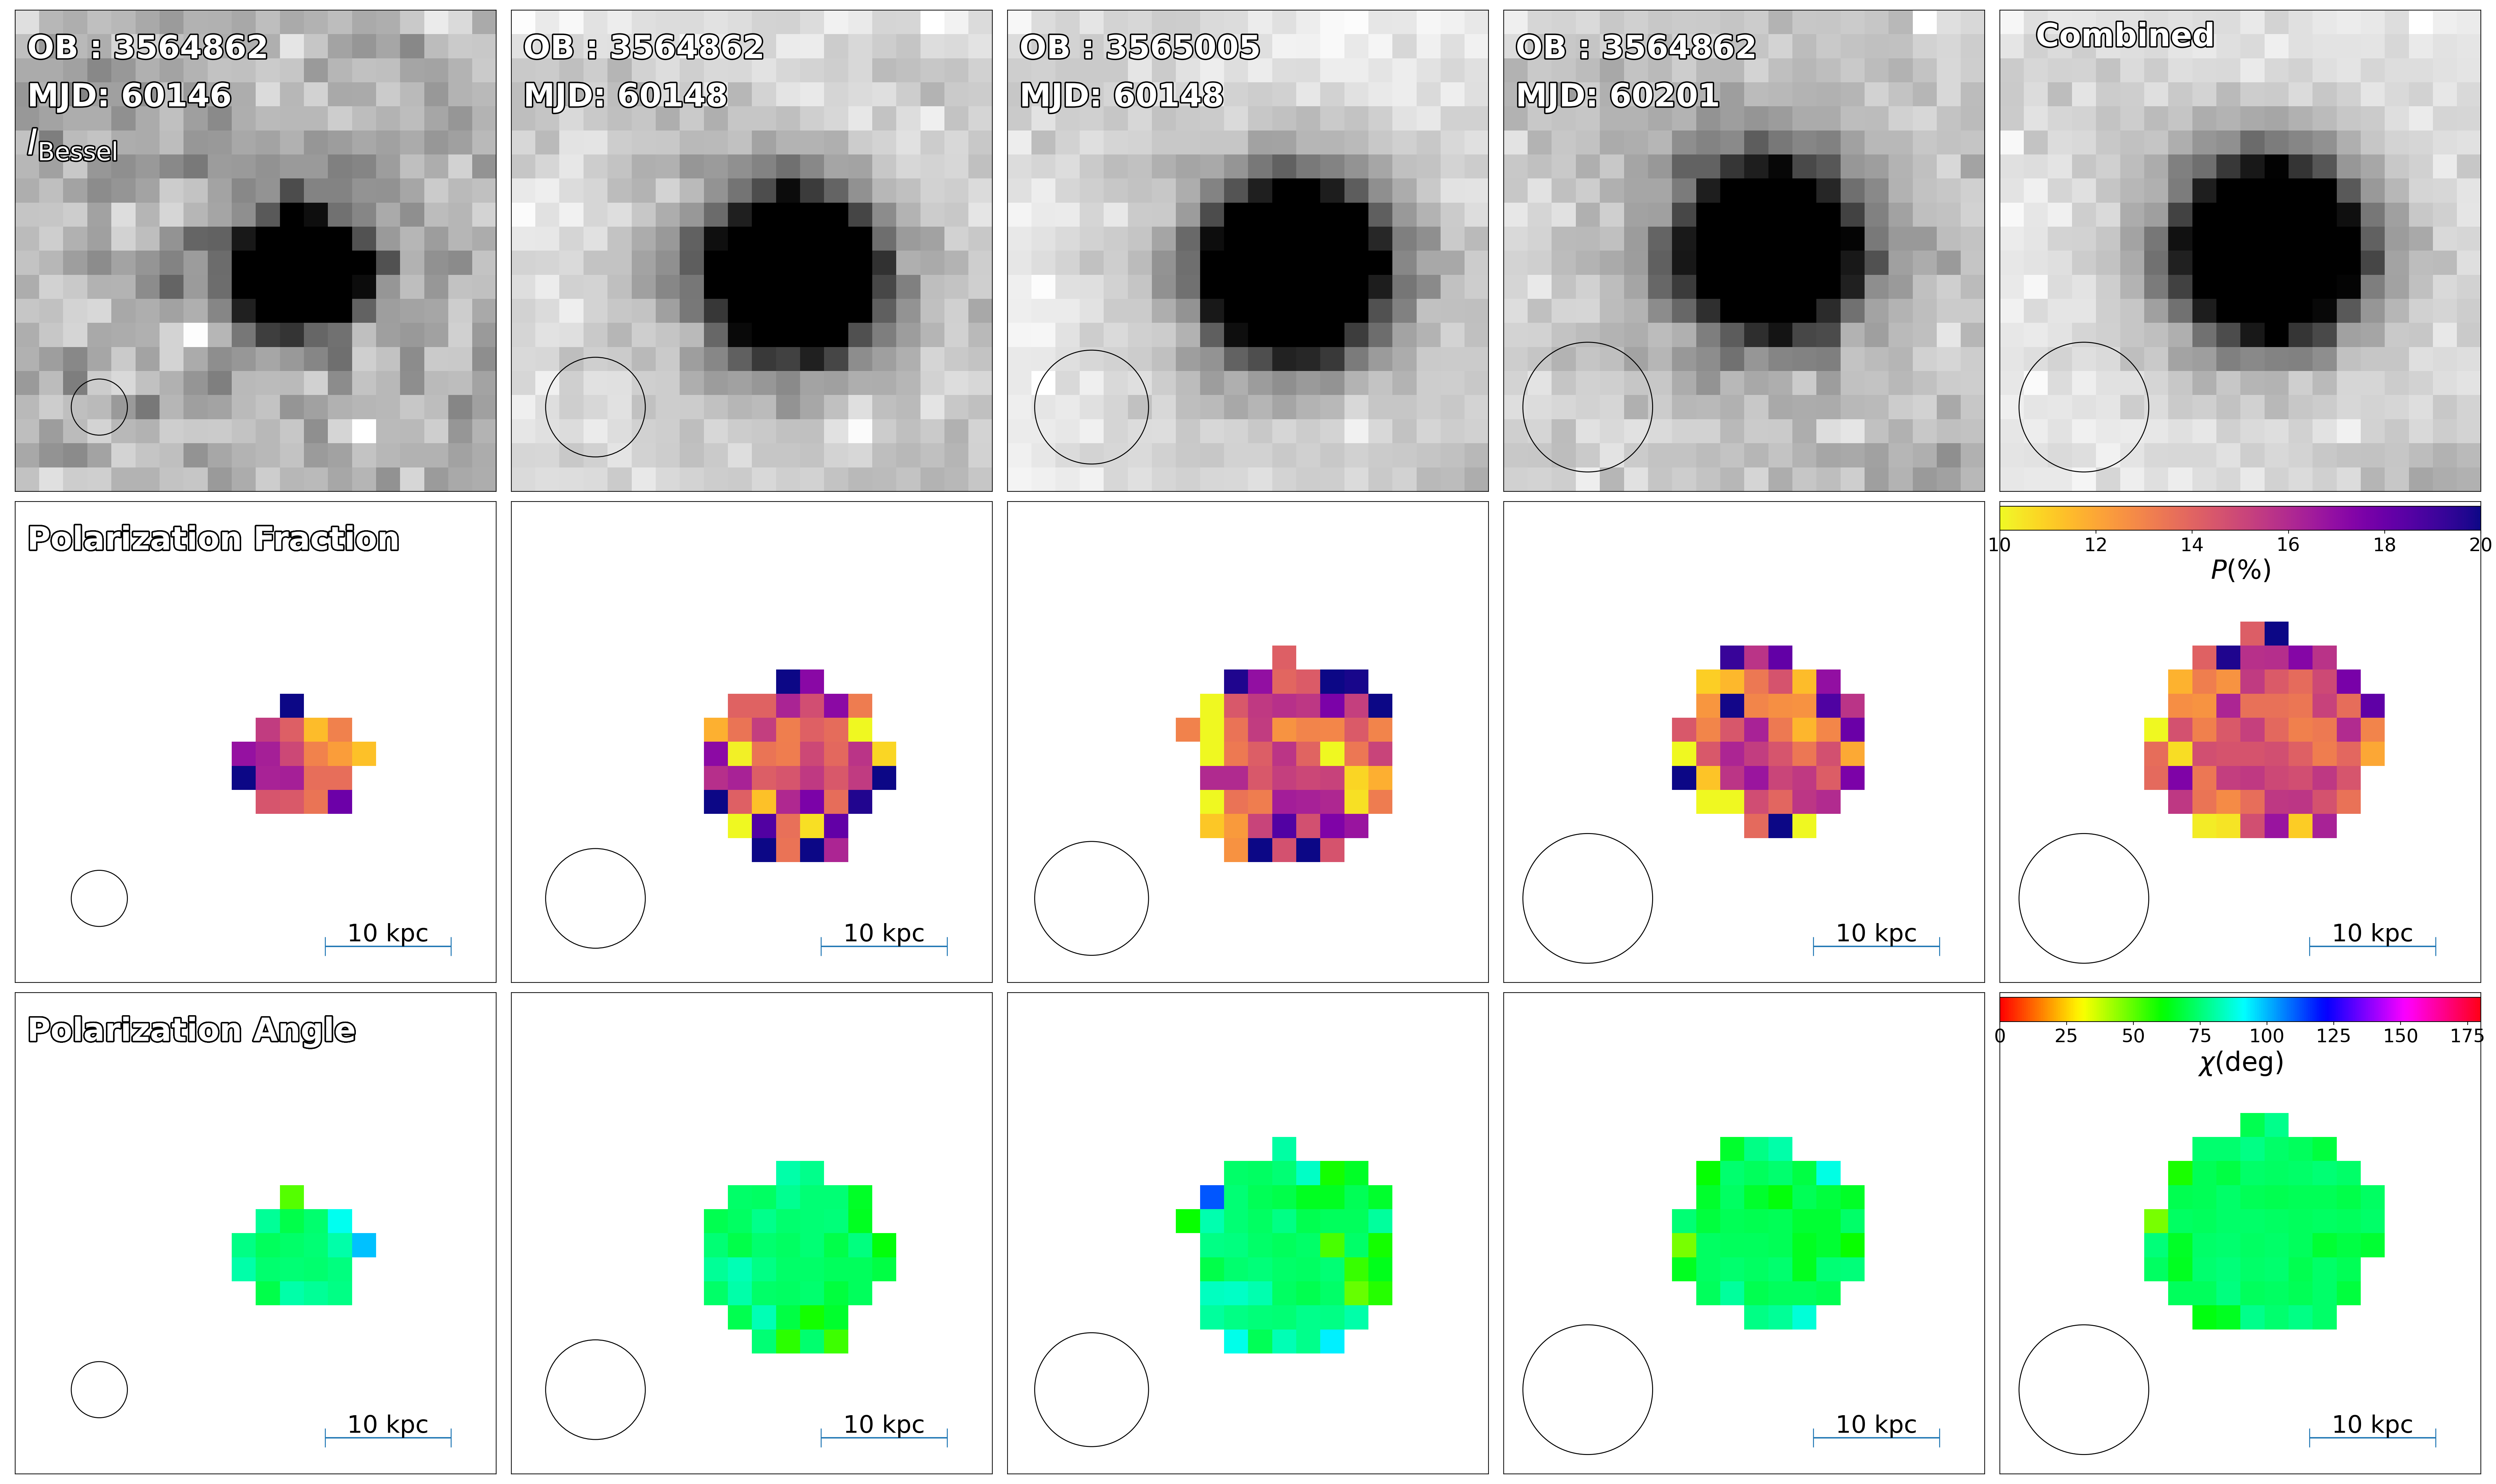 OB : 3564862
MJD: 60146
I_Bessel
OB : 3564862
MJD: 60148
OB : 3565005
MJD: 60148
OB : 3564862
MJD: 60201
Combined
Polarization Fraction
10 kpc
10 kpc
10 kpc
10 kpc
10 12 14 16 18 20
P(%)
10 kpc
Polarization Angle
10 kpc
10 kpc
10 kpc
10 kpc
0 25 50 75 100 125 150 175
χ(deg)
10 kpc